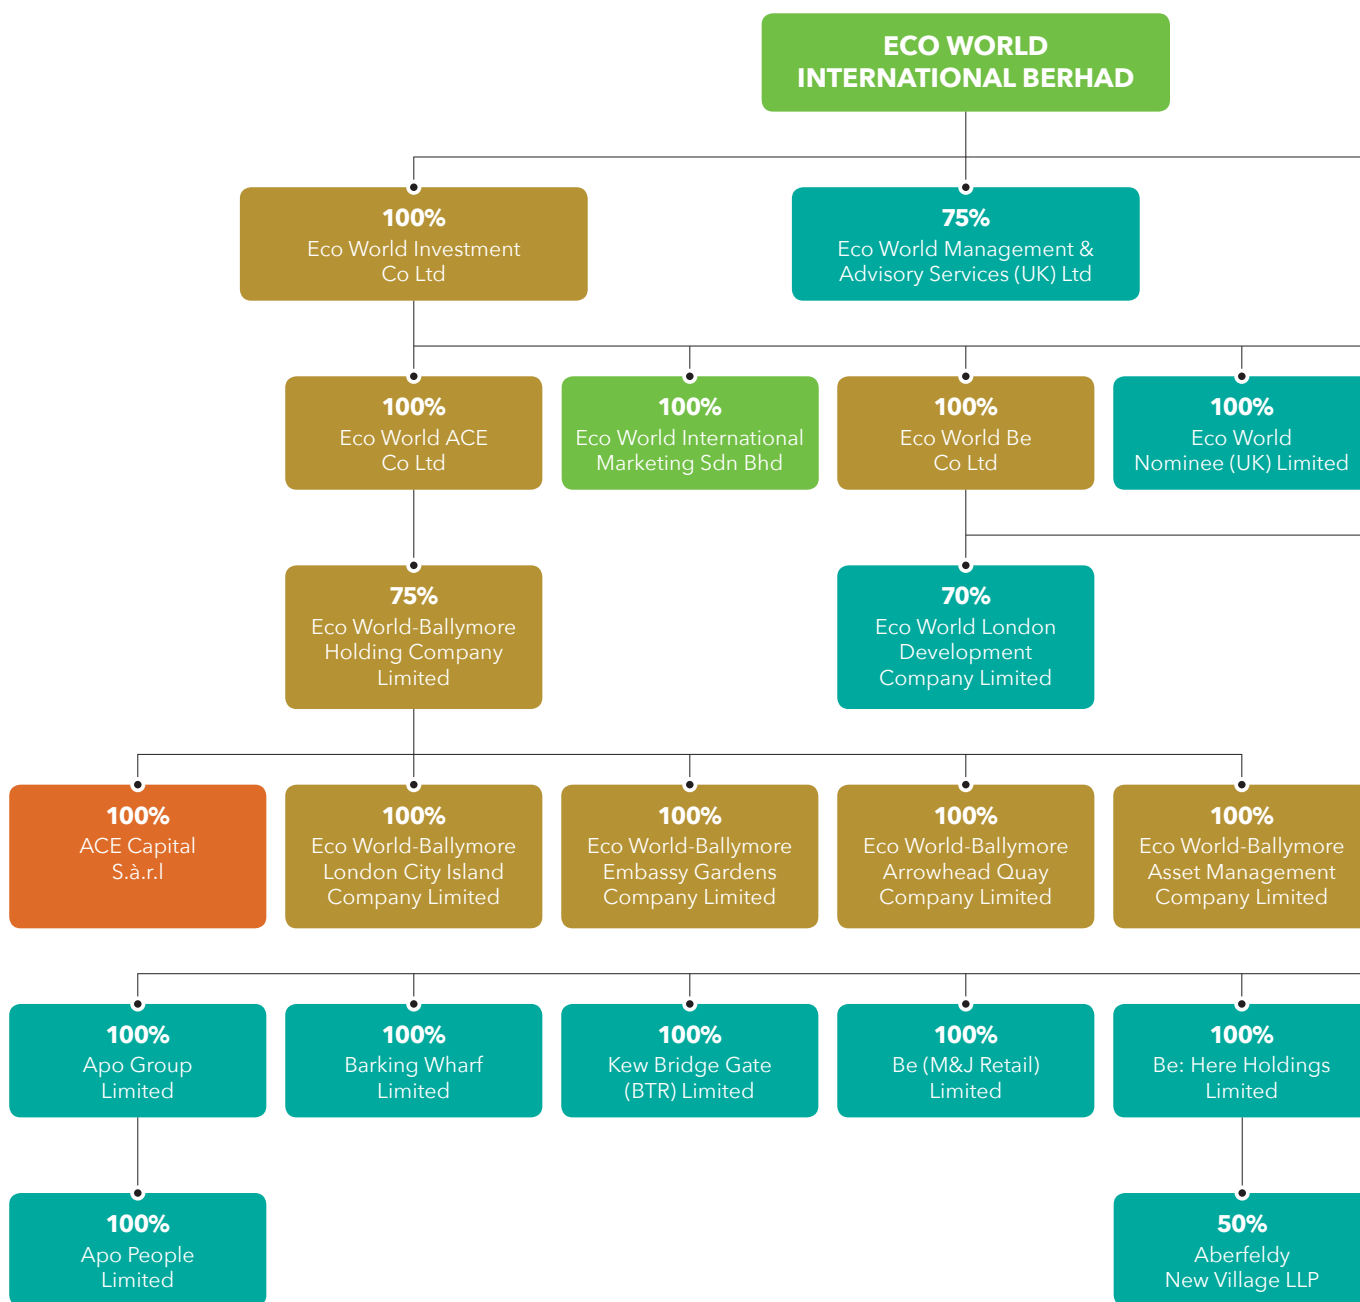 ECO WORLD
INTERNATIONAL BERHAD
100%
Eco World Investment
Co Ltd
75%
Eco World Management &
Advisory Services (UK) Ltd
100%
Eco World ACE
Co Ltd
100%
Eco World International
Marketing Sdn Bhd
100%
Eco World Be
Co Ltd
100%
Eco World
Nominee (UK) Limited
75%
Eco World-Ballymore
Holding Company
Limited
70%
Eco World London
Development
Company Limited
100%
ACE Capital
S.à.r.l
100%
Eco World-Ballymore
London City Island
Company Limited
100%
Eco World-Ballymore
Embassy Gardens
Company Limited
100%
Eco World-Ballymore
Arrowhead Quay
Company Limited
100%
Eco World-Ballymore
Asset Management
Company Limited
100%
Apo Group
Limited
100%
Barking Wharf
Limited
100%
Kew Bridge Gate
(BTR) Limited
100%
Be (M&J Retail)
Limited
100%
Be: Here Holdings
Limited
100%
Apo People
Limited
50%
Aberfeldy
New Village LLP